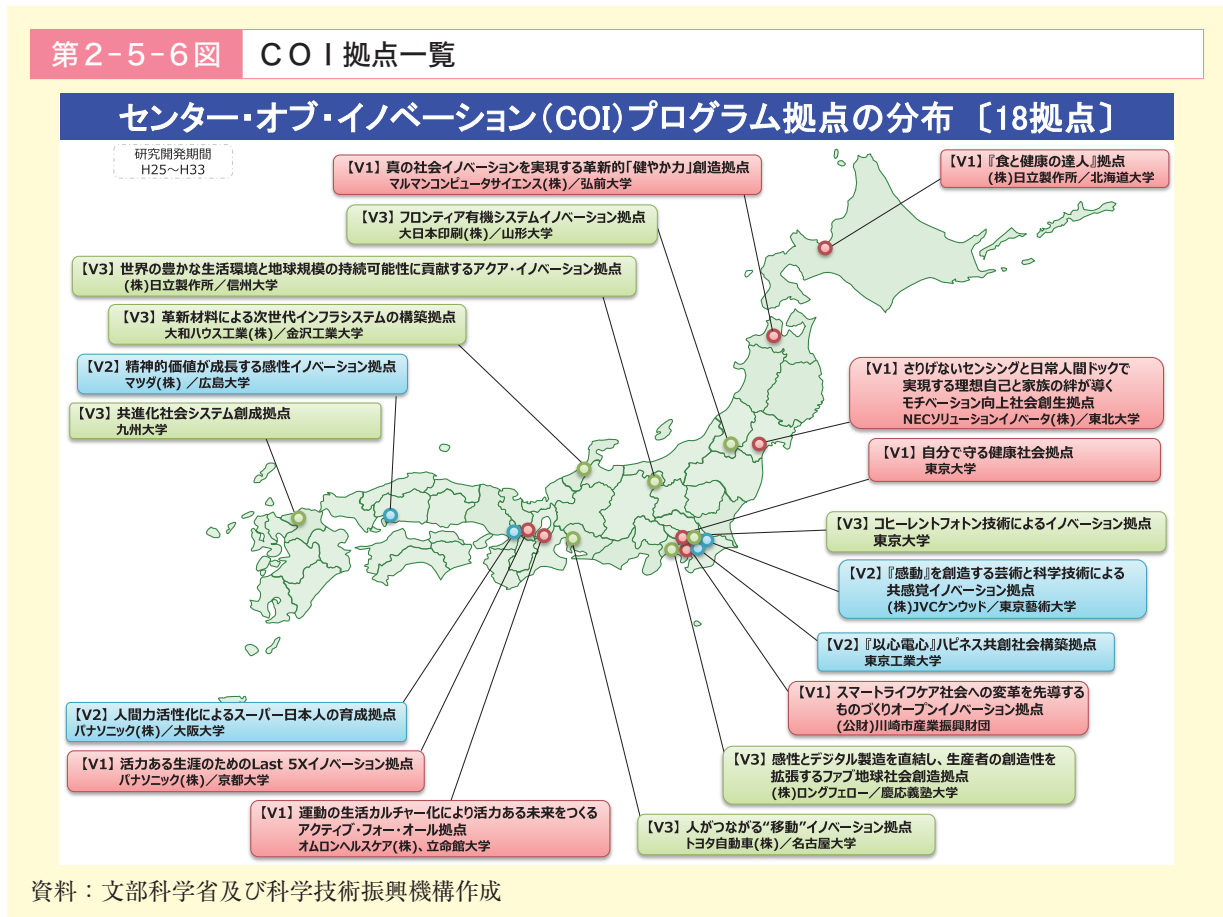 第2-5-6図
COI拠点一覧
センター・オブ・イノベーション(COI)プログラム拠点の分布 〔18拠点〕
研究開発期間
H25~H33
【V1】真の社会イノベーションを実現する革新的「健やか力」創造拠点
マルマンコンピュータサイエンス(株)/弘前大学
【V1】『食と健康の達人』拠点
(株)日立製作所/北海道大学
【V3】フロンティア有機システムイノベーション拠点
大日本印刷(株)/山形大学
【V3】世界の豊かな生活環境と地球規模の持続可能性に貢献するアクア・イノベーション拠点
(株)日立製作所/信州大学
【V3】革新材料による次世代インフラシステムの構築拠点
大和ハウス工業(株)/金沢工業大学
【V2】精神的価値が成長する感性イノベーション拠点
マツダ(株) /広島大学
【V3】共進化社会システム創成拠点
九州大学
【V1】さりげないセンシングと日常人間ドックで
実現する理想自己と家族の絆が導く
モチベーション向上社会創生拠点
NECソリューションイノベータ(株)/東北大学
【V1】自分で守る健康社会拠点
東京大学
【V3】コヒーレントフォトン技術によるイノベーション拠点
東京大学
【V2】『感動』を創造する芸術と科学技術による
共感覚イノベーション拠点
(株)JVCケンウッド/東京藝術大学
【V2】『以心電心』ハピネス共創社会構築拠点
東京工業大学
【V1】スマートライフケア社会への変革を先導する
ものづくりオープンイノベーション拠点
(公財)川崎市産業振興財団
【V3】感性とデジタル製造を直結し、生産者の創造性を
拡張するファブ地球社会創造拠点
(株)ロングフェロー/慶応義塾大学
【V3】人がつながる“移動”イノベーション拠点
トヨタ自動車(株)/名古屋大学
【V2】人間力活性化によるスーパー日本人の育成拠点
パナソニック(株)/大阪大学
【V1】活力ある生涯のためのLast 5Xイノベーション拠点
パナソニック(株)/京都大学
【V1】運動の生活カルチャー化により活力ある未来をつくる
アクティブ・フォー・オール拠点
オムロンヘルスケア(株)、立命館大学
資料:文部科学省及び科学技術振興機構作成